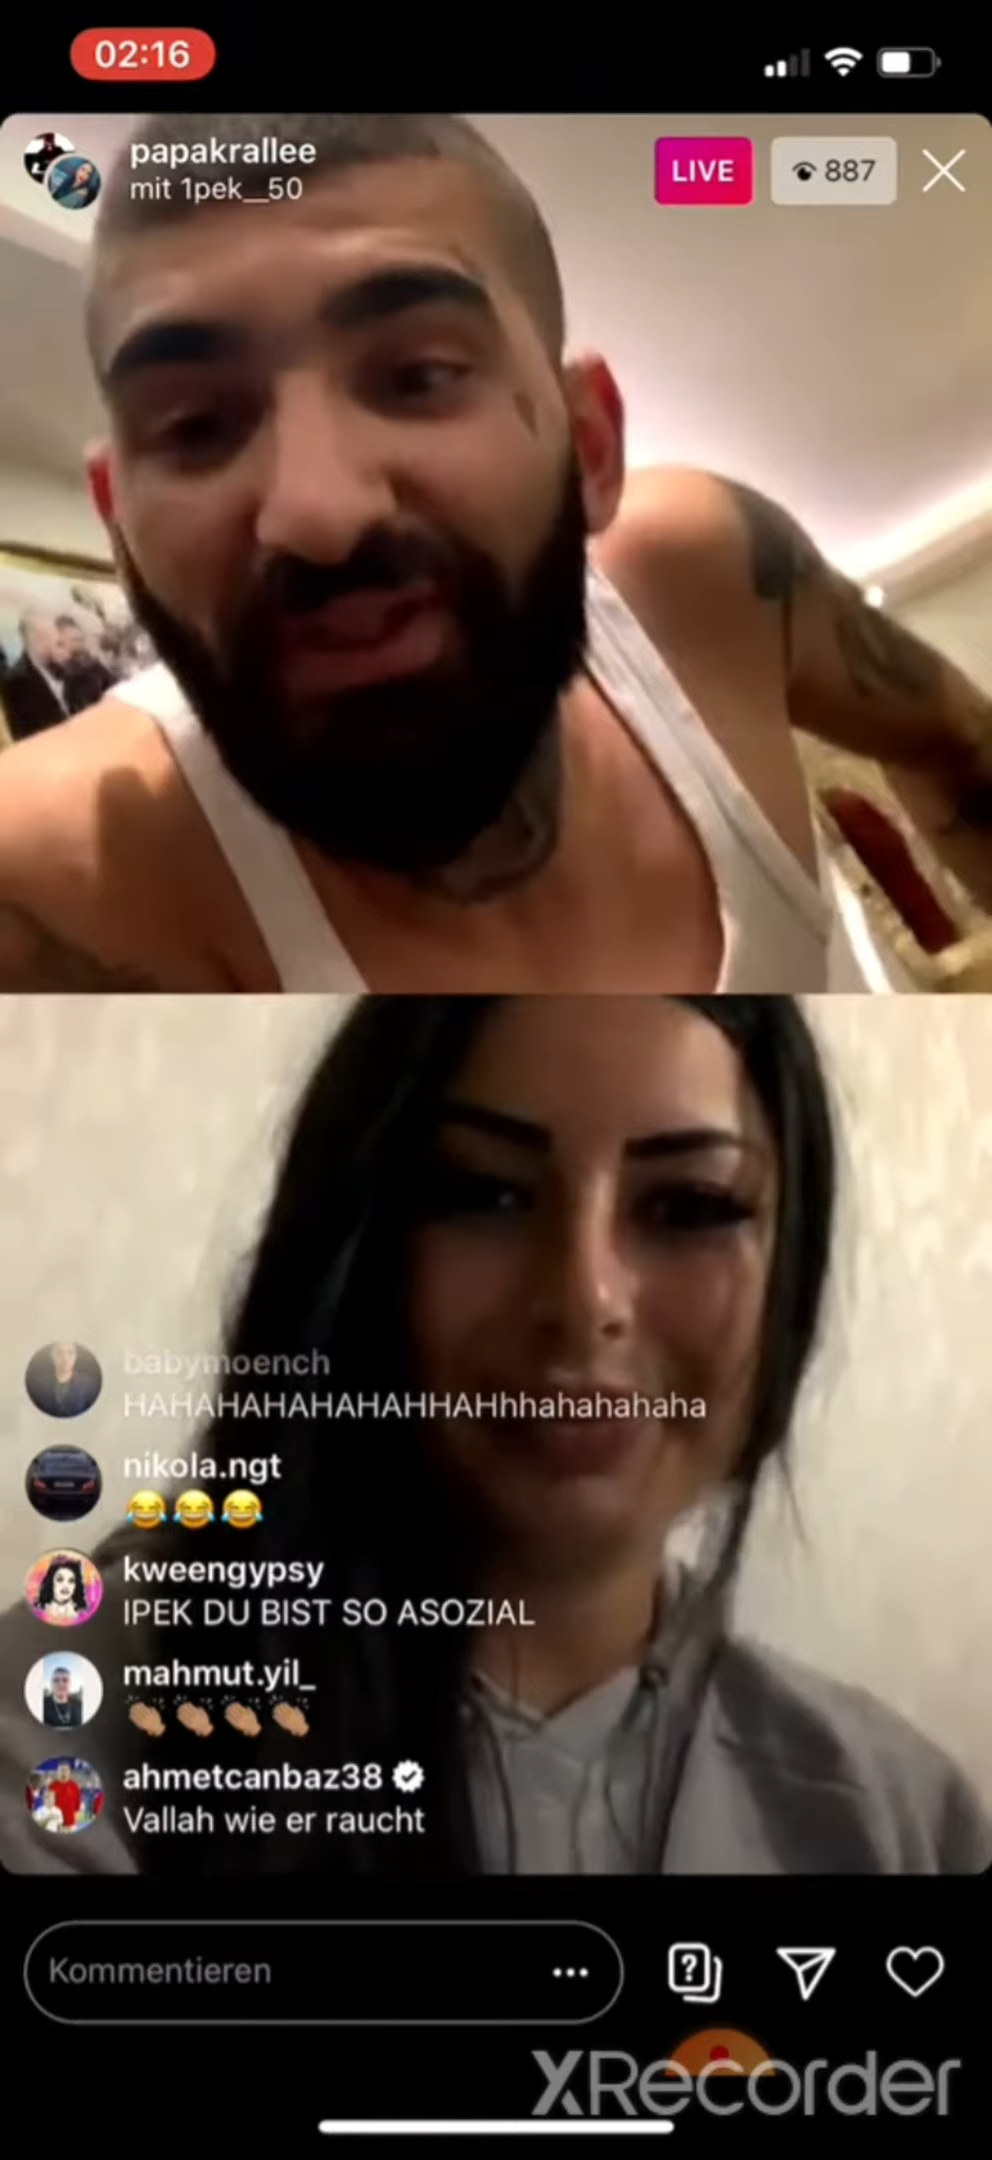 02:16
papakrallee
mit 1pek__50
LIVE
887
babymoench
HAHAHAHAHAHAHHAHhhahahahaha
nikola.ngt
😂😂😂
kweengypsy
IPEK DU BIST SO ASOZIAL
mahmut.yil_
👏🏼👏🏼👏🏼👏🏼
ahmetcanbaz38
Vallah wie er raucht
Kommentieren
XRecorder